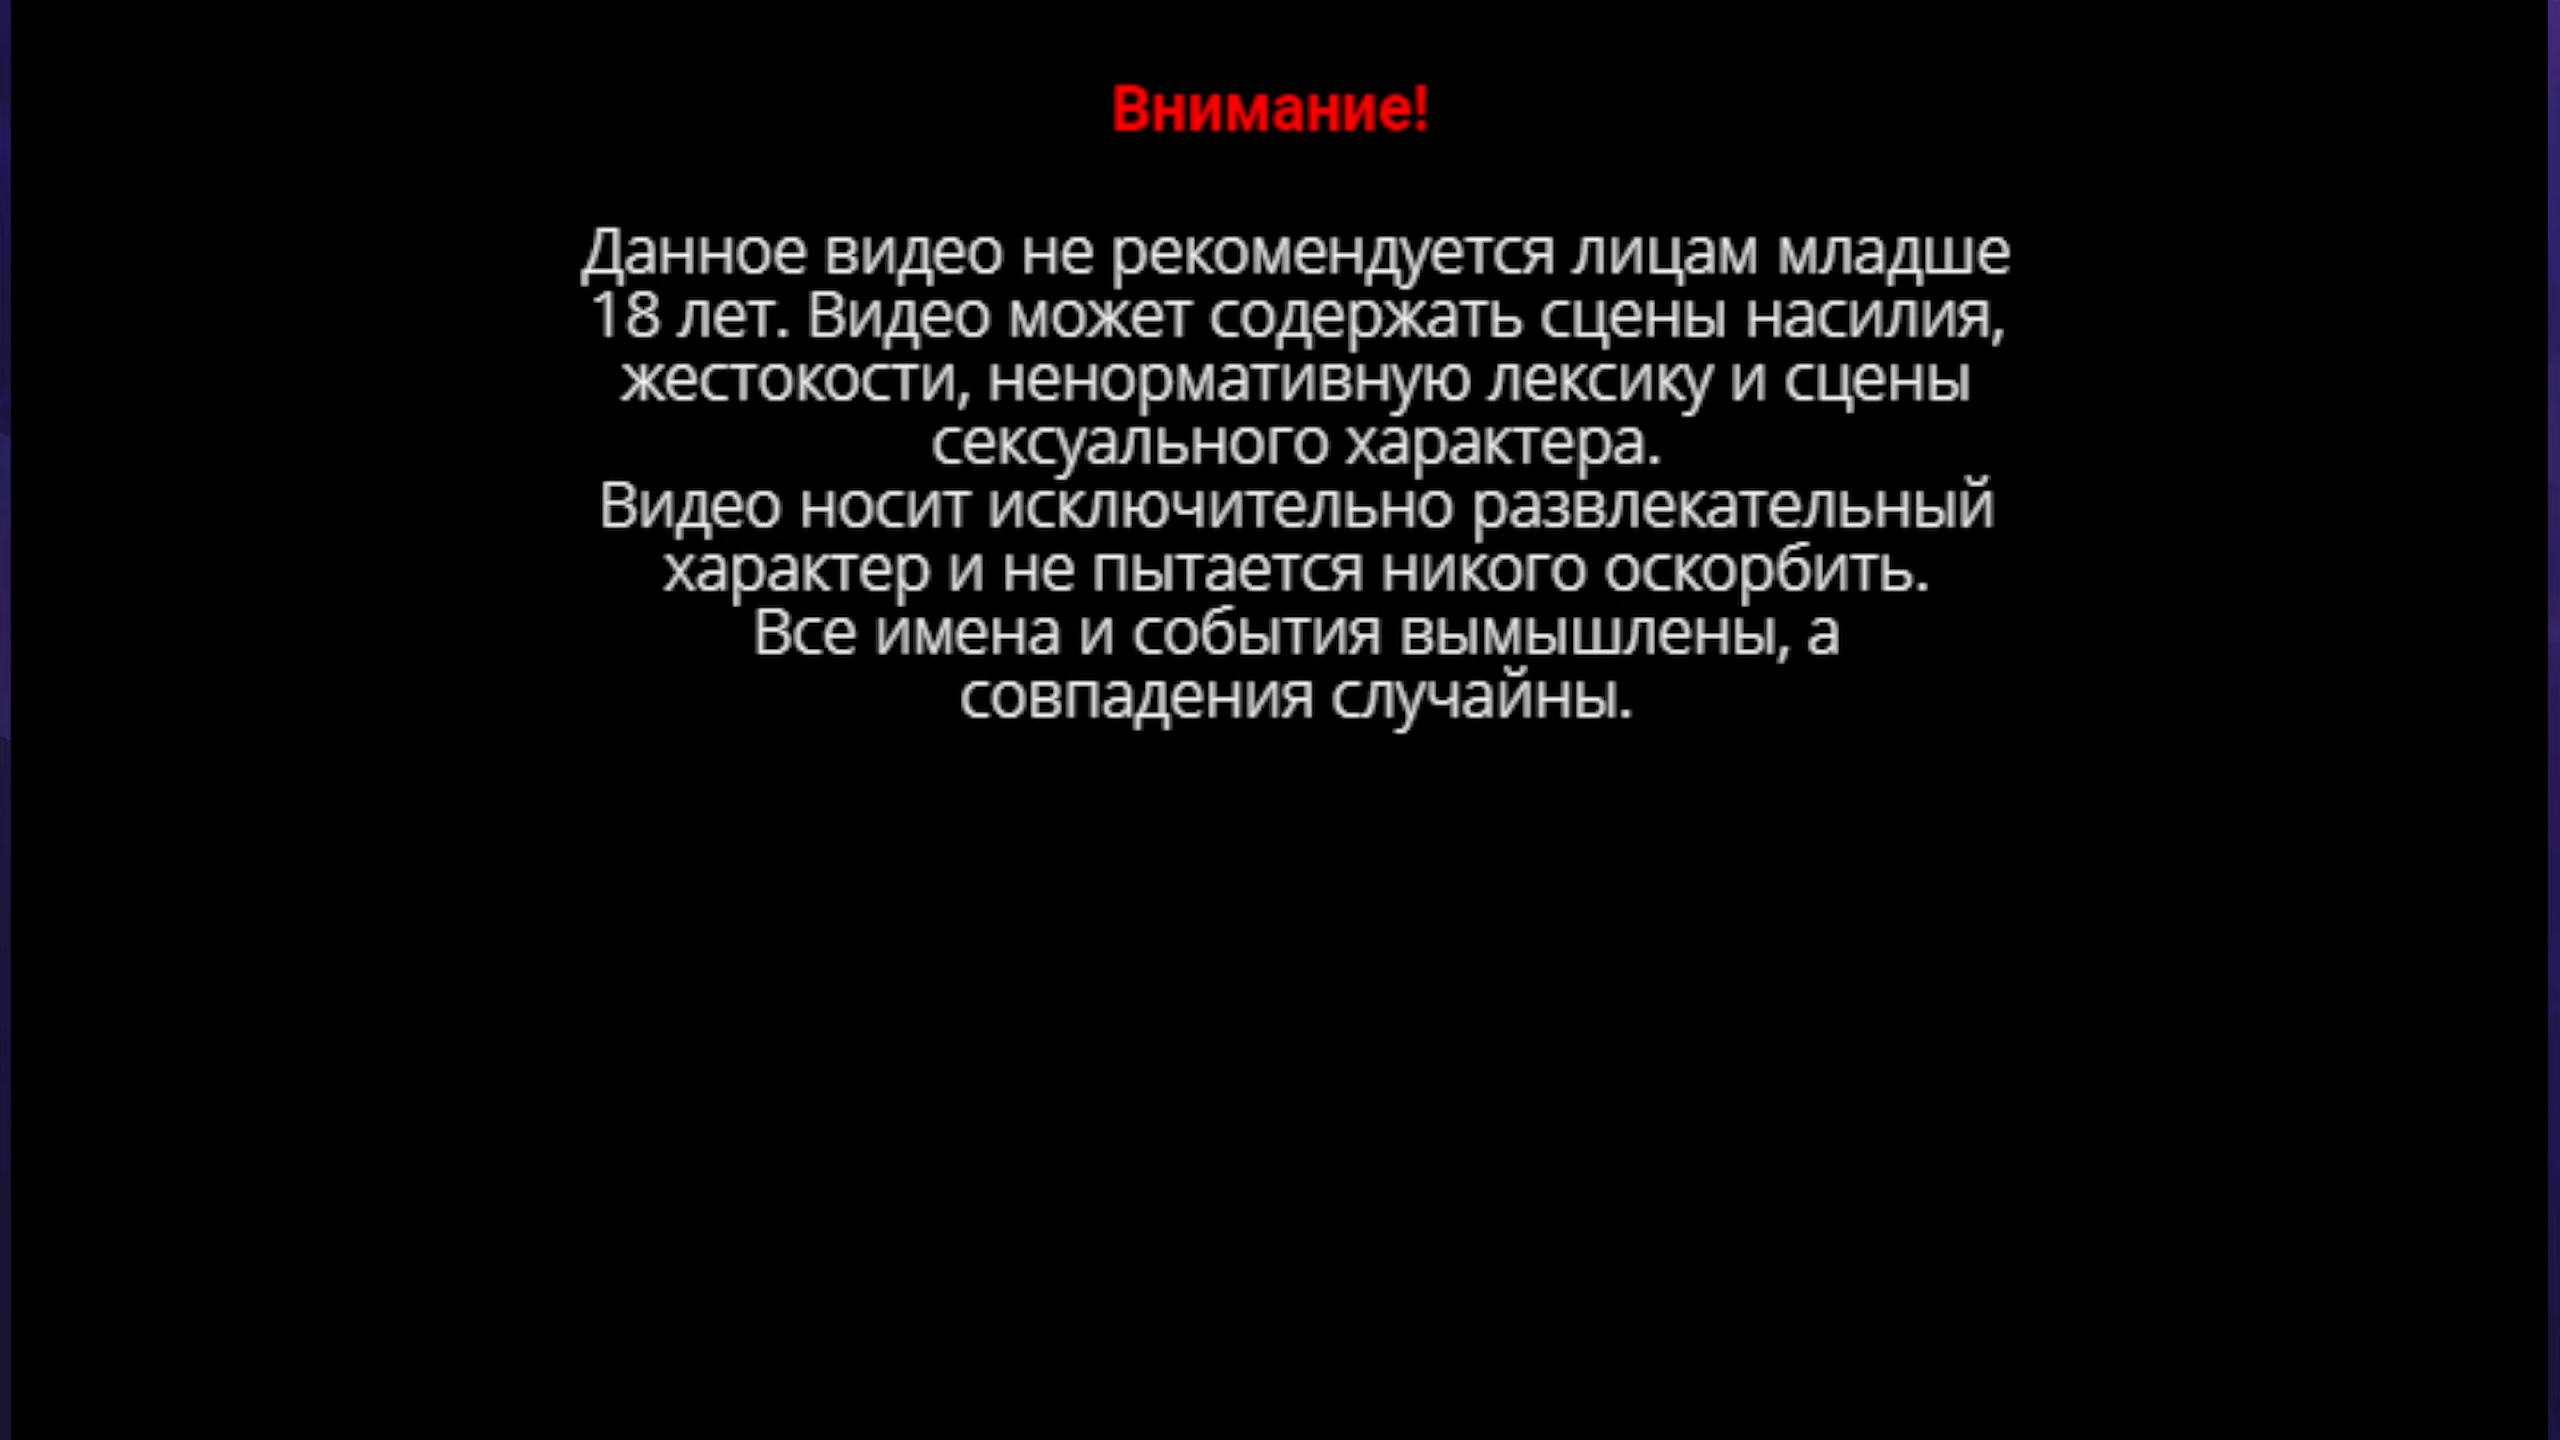 Внимание!
Данное видео не рекомендуется лицам младше
18 лет. Видео может содержать сцены насилия,
жестокости, ненормативную лексику и сцены
сексуального характера.
Видео носит исключительно развлекательный
характер и не пытается никого оскорбить.
Все имена и события вымышлены, а
совпадения случайны.